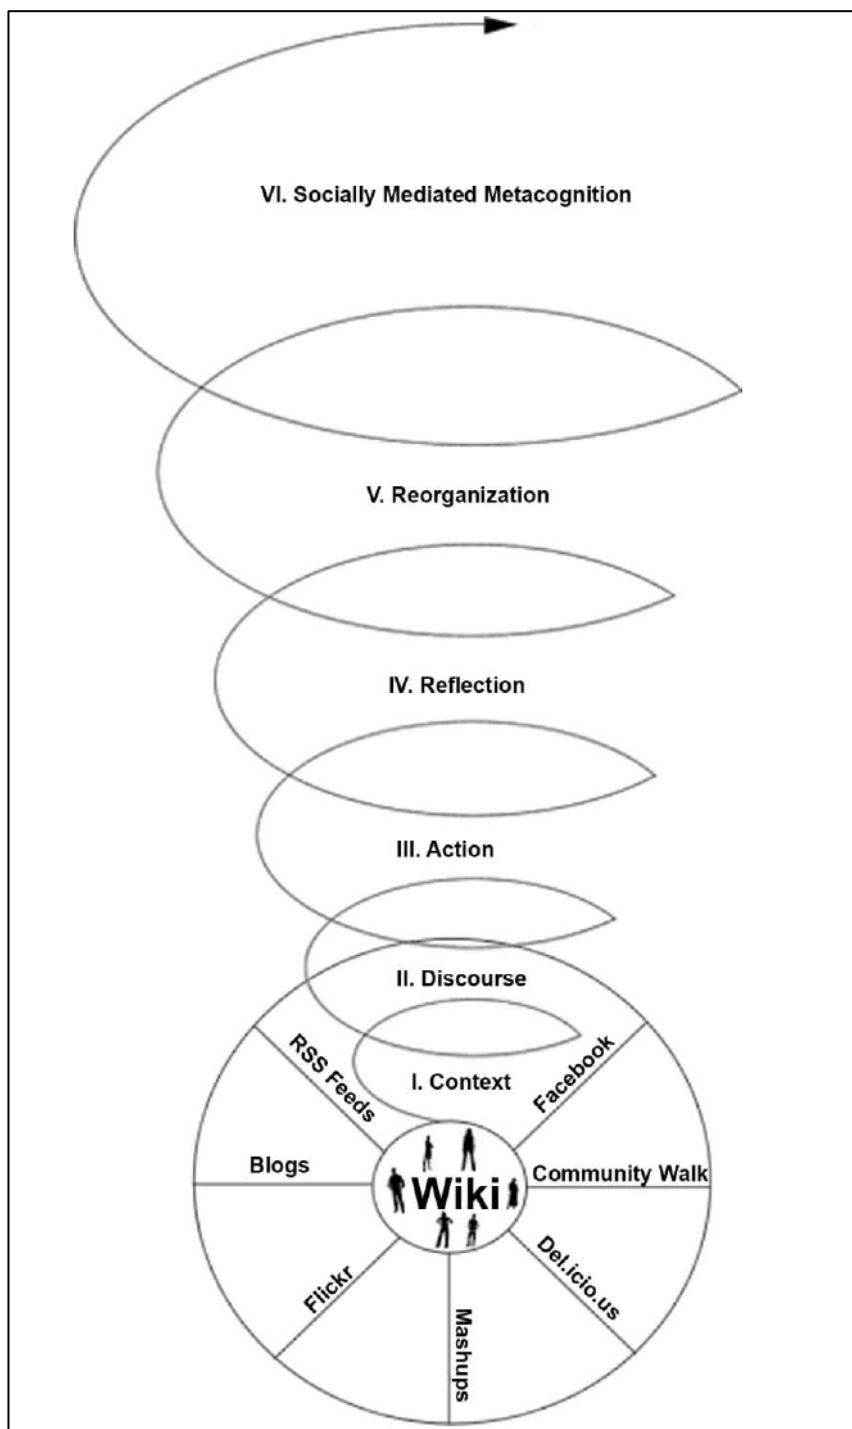 VI. Socially Mediated Metacognition
V. Reorganization
IV. Reflection
III. Action
II. Discourse
I. Context
RSS Feeds
Facebook
Blogs
Community Walk
Wiki
Flickr
Del.icio.us
Mashups